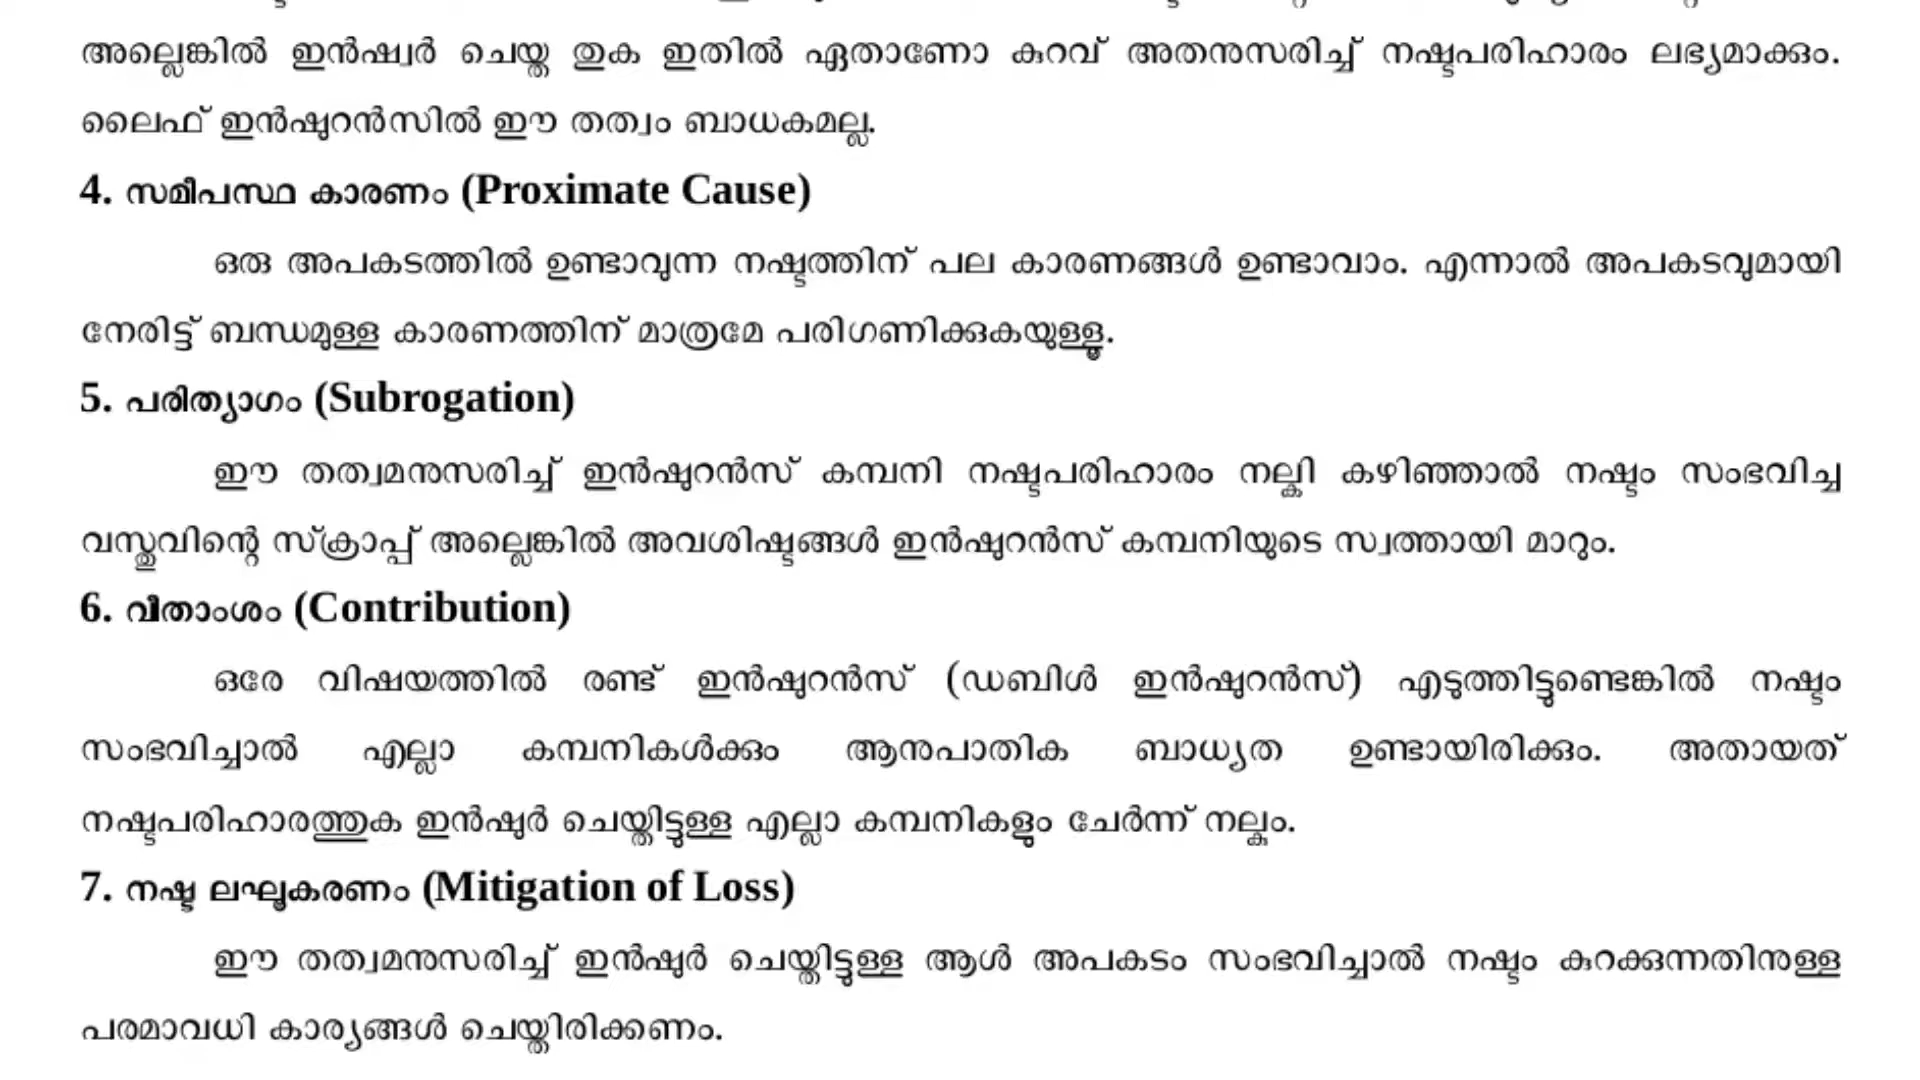 അല്ലെങ്കിൽ ഇൻഷ്വർ ചെയ്ത തുക ഇതിൽ ഏതാണോ കുറവ് അതനുസരിച്ച് നഷ്ടപരിഹാരം ലഭ്യമാക്കും.
ലൈഫ് ഇൻഷുറൻസിൽ ഈ തത്വം ബാധകമല്ല.
4. സമീപസ്ഥ കാരണം (Proximate Cause)
ഒരു അപകടത്തിൽ ഉണ്ടാവുന്ന നഷ്ടത്തിന് പല കാരണങ്ങൾ ഉണ്ടാവാം. എന്നാൽ അപകടവുമായി
നേരിട്ട് ബന്ധമുള്ള കാരണത്തിന് മാത്രമേ പരിഗണിക്കുകയുള്ളൂ.
5. പരിത്യാഗം (Subrogation)
ഈ തത്വമനുസരിച്ച് ഇൻഷുറൻസ് കമ്പനി നഷ്ടപരിഹാരം നല്കി കഴിഞ്ഞാൽ നഷ്ടം സംഭവിച്ച
വസ്തുവിന്റെ സ്ക്രാപ്പ് അല്ലെങ്കിൽ അവശിഷ്ടങ്ങൾ ഇൻഷുറൻസ് കമ്പനിയുടെ സ്വത്തായി മാറും.
6. വീതാംശം (Contribution)
ഒരേ വിഷയത്തിൽ രണ്ട് ഇൻഷുറൻസ് (ഡബിൾ ഇൻഷുറൻസ്) എടുത്തിട്ടുണ്ടെങ്കിൽ നഷ്ടം
സംഭവിച്ചാൽ എല്ലാ കമ്പനികൾക്കും ആനുപാതിക ബാധ്യത ഉണ്ടായിരിക്കും. അതായത്
നഷ്ടപരിഹാരത്തുക ഇൻഷുർ ചെയ്തിട്ടുള്ള എല്ലാ കമ്പനികളും ചേർന്ന് നല്കും.
7. നഷ്ട ലഘൂകരണം (Mitigation of Loss)
ഈ തത്വമനുസരിച്ച് ഇൻഷുർ ചെയ്തിട്ടുള്ള ആൾ അപകടം സംഭവിച്ചാൽ നഷ്ടം കുറക്കുന്നതിനുള്ള
പരമാവധി കാര്യങ്ങൾ ചെയ്തിരിക്കണം.